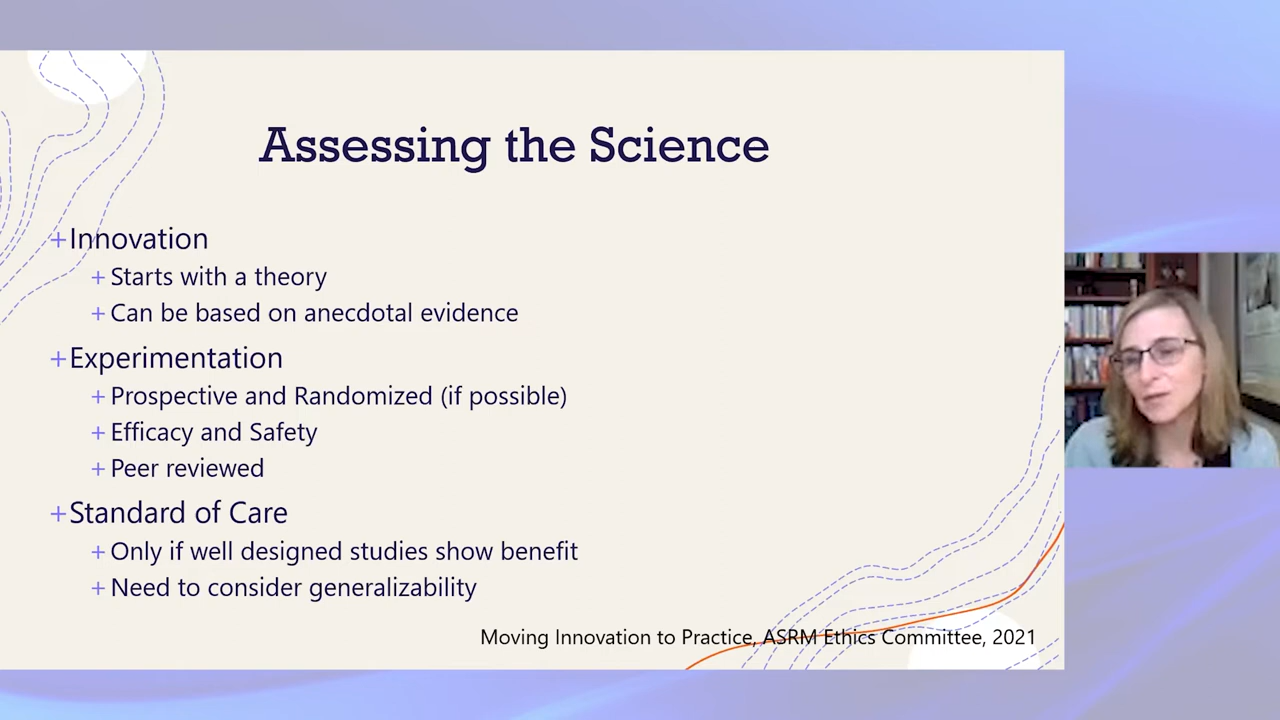 Assessing the Science
+Innovation
+Starts with a theory
+Can be based on anecdotal evidence
+Experimentation
+Prospective and Randomized (if possible)
+Efficacy and Safety
+Peer reviewed
+Standard of Care
+Only if well designed studies show benefit
+Need to consider generalizability
Moving Innovation to Practice, ASRM Ethics Committee, 2021